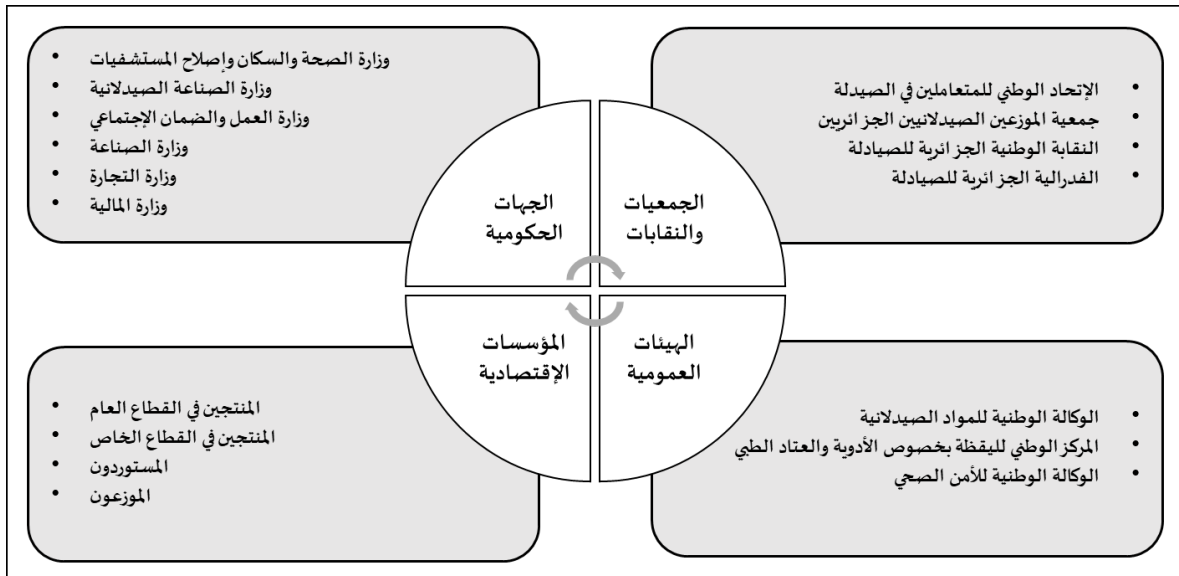 • الإتحاد الوطني للمتعاملين في الصيدلة
• جمعية الموزعين الصيدلانيين الجزائريين
• النقابة الوطنية الجزائرية للصيادلة
• الفدرالية الجزائرية للصيادلة
الجمعيات
والنقابات
الجهات
الحكومية
• وزارة الصحة والسكان وإصلاح المستشفيات
• وزارة الصناعة الصيدلانية
• وزارة العمل والضمان الإجتماعي
• وزارة الصناعة
• وزارة التجارة
• وزارة المالية
الهيئات
العمومية
• الوكالة الوطنية للمواد الصيدلانية
• المركز الوطني لليقظة بخصوص الأدوية والعتاد الطبي
• الوكالة الوطنية للأمن الصحي
المؤسسات
الإقتصادية
• المنتجين في القطاع العام
• المنتجين في القطاع الخاص
• المستوردون
• الموزعون